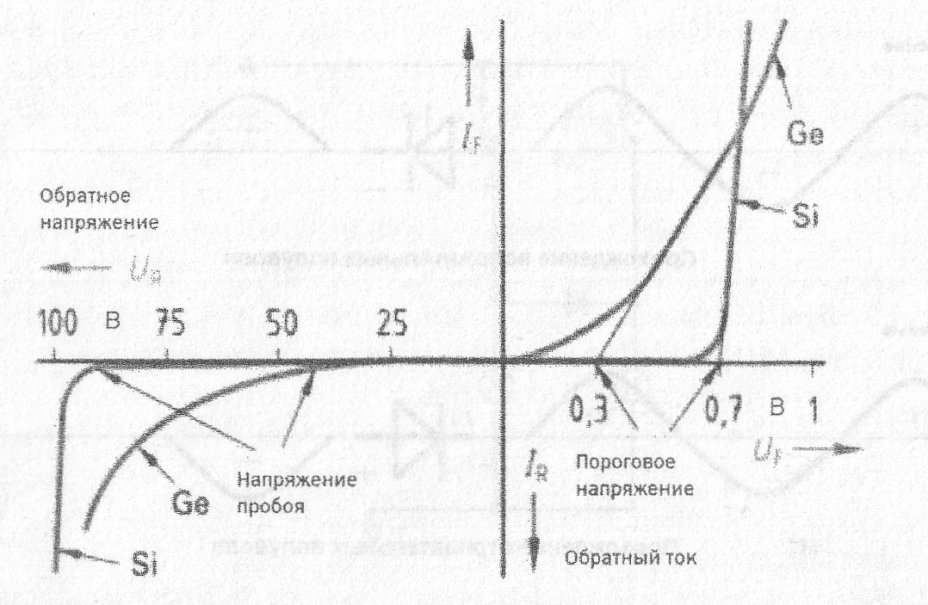 I_F
Ge
Обратное
напряжение
Si
U_R
100 В 75 50 25
0,3 0,7 В 1
U_F
I_R
Пороговое
напряжение
Напряжение
пробоя
Ge
Обратный ток
Si